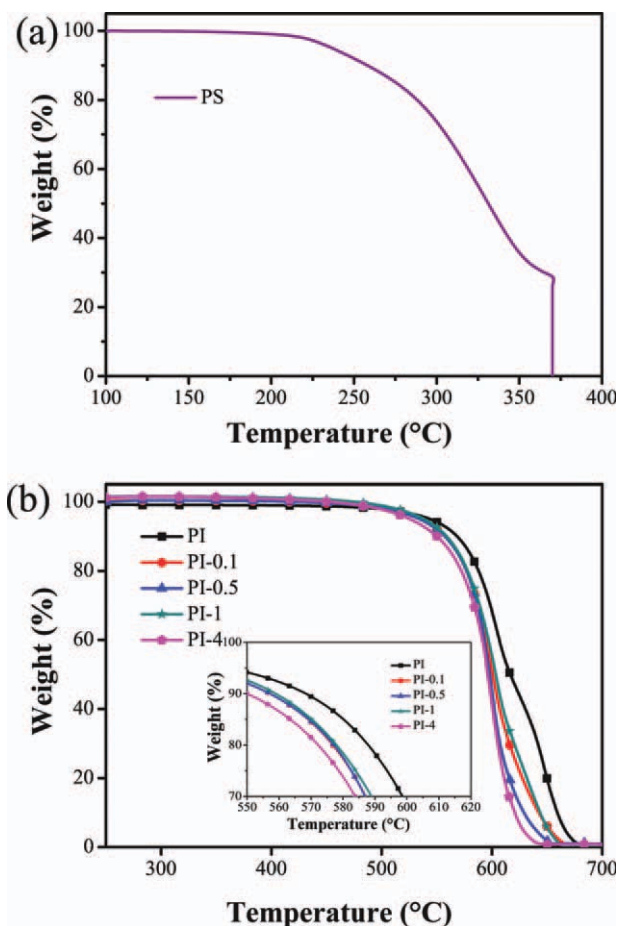 (a)
100
80
60
40
20
0
Weight (%)
PS
100 150 200 250 300 350 400
Temperature (°C)
(b)
100
80
60
40
20
0
Weight (%)
PI
PI-0.1
PI-0.5
PI-1
PI-4
100
90
80
70
Weight (%)
PI
PI-0.1
PI-0.5
PI-1
PI-4
550 560 570 580 590 600 610 620
Temperature (°C)
300 400 500 600 700
Temperature (°C)